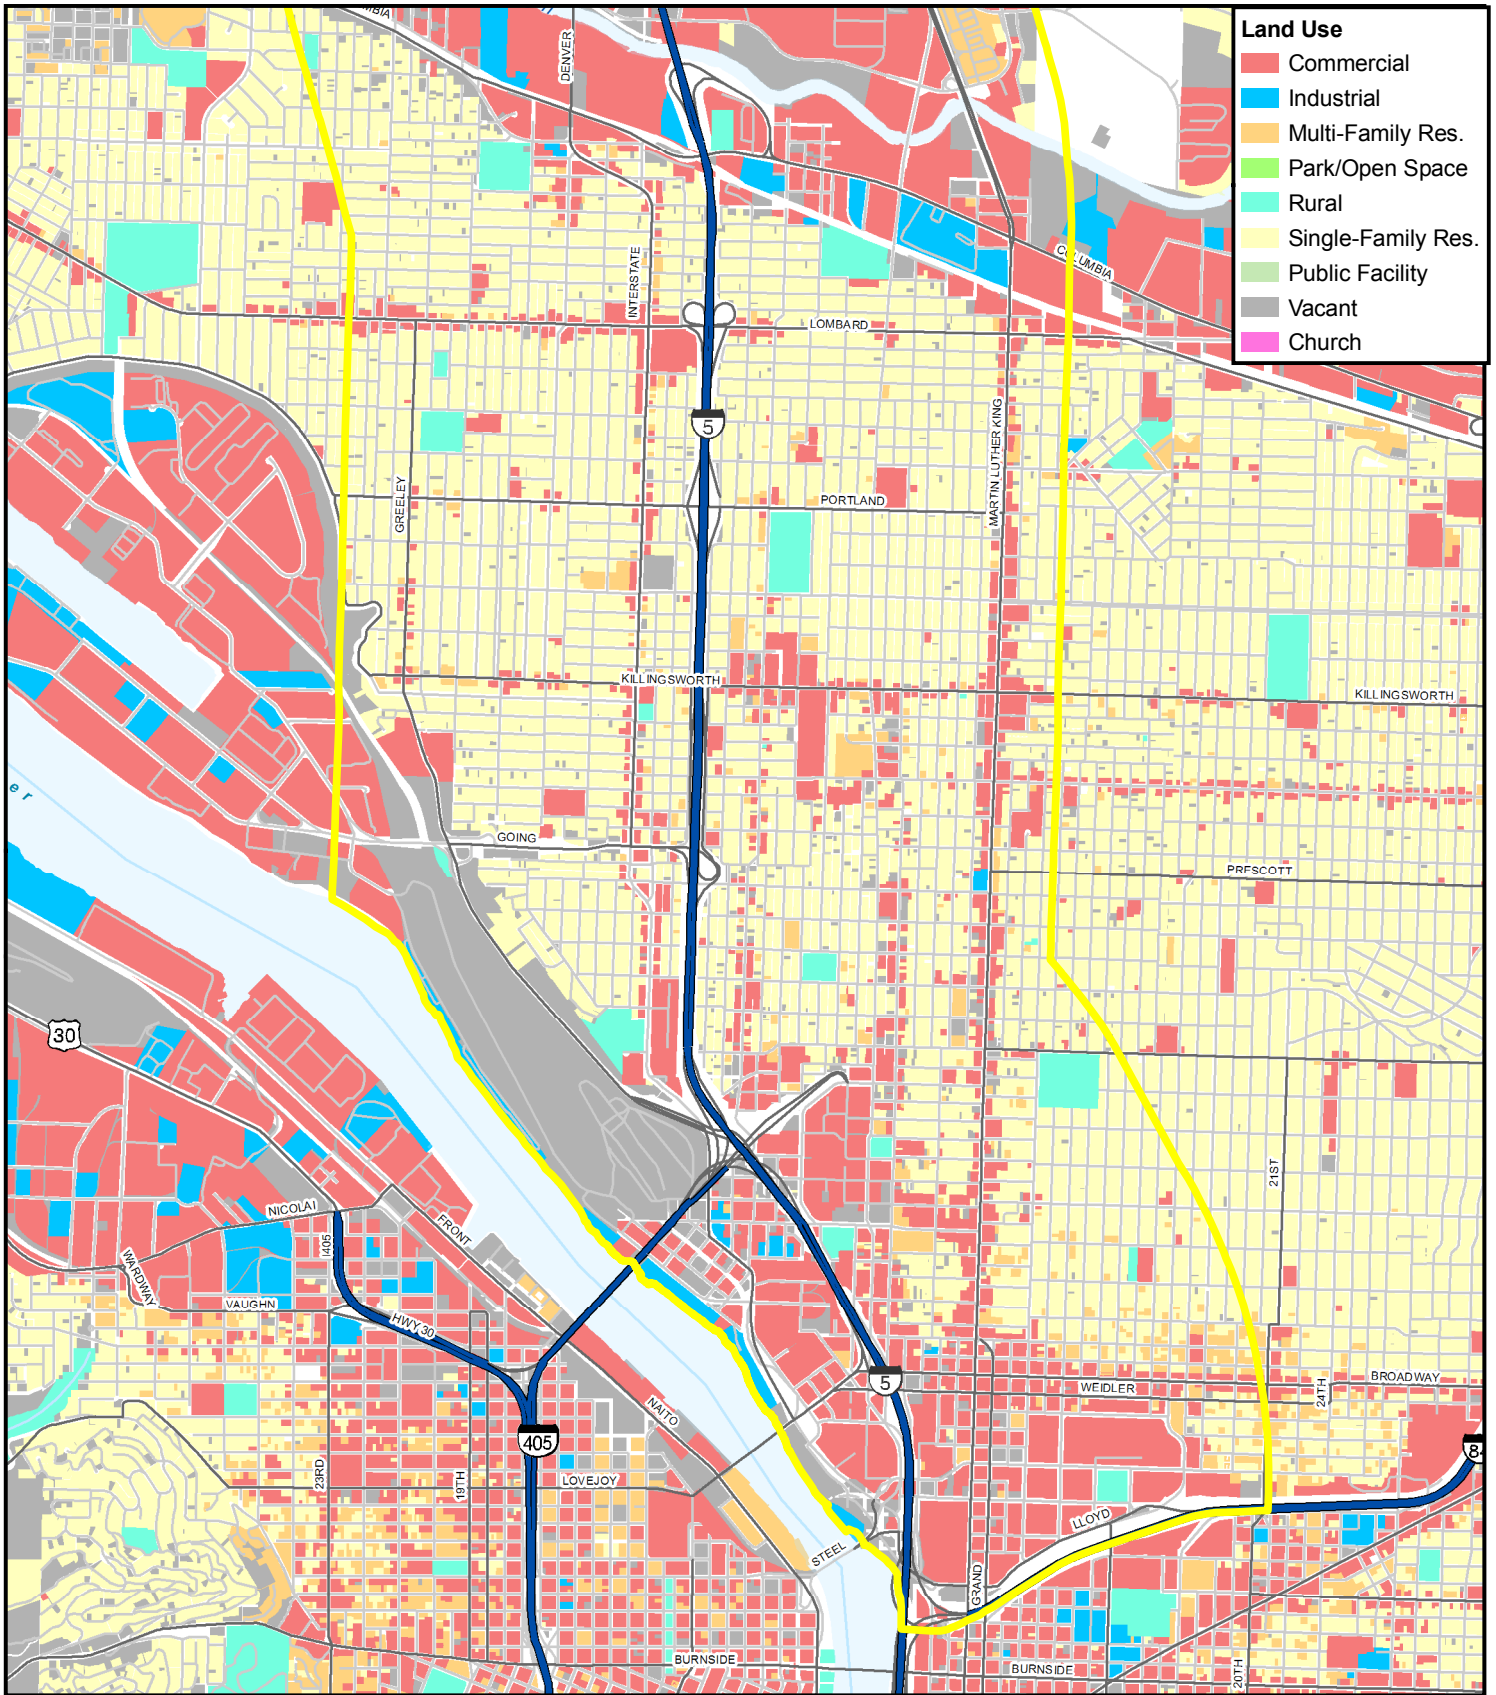 Land Use
Commercial
Industrial
Multi-Family Res.
Park/Open Space
Rural
Single-Family Res.
Public Facility
Vacant
Church
DENVER
COLUMBIA
INTERSTATE
LOMBARD
5
MARTIN LUTHER KING
GREELEY
PORTLAND
KILLINGSWORTH
KILLINGSWORTH
er
GOING
PRESCOTT
30
21ST
NICOLAI
I405
FRONT
WARDWAY
VAUGHN
HWY 30
5
WEIDLER
24TH
BROADWAY
NAITO
405
23RD
19TH
LOVEJOY
LLOYD
STEEL
GRAND
BURNSIDE
BURNSIDE
20TH